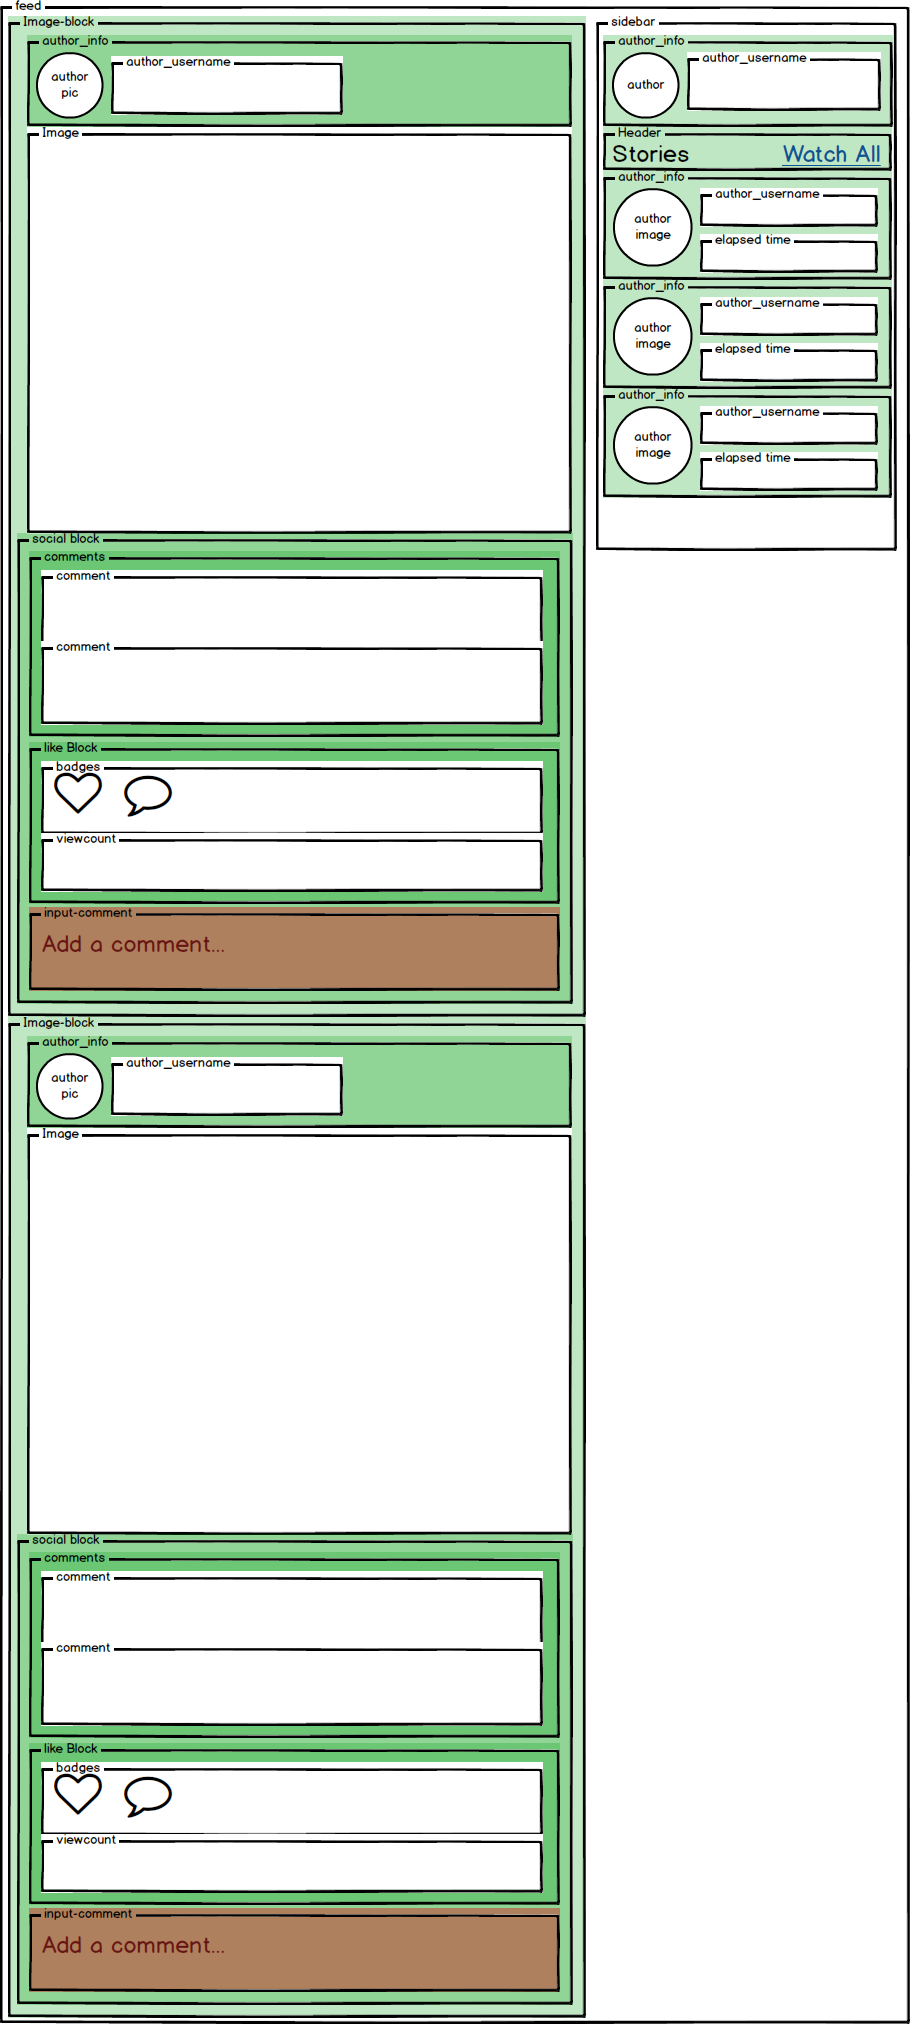 feed
Image-block
author_info
author
pic
author_username
Image
social block
comments
comment
comment
like Block
badges
viewcount
input-comment
Add a comment...
Image-block
author_info
author
pic
author_username
Image
social block
comments
comment
comment
like Block
badges
viewcount
input-comment
Add a comment...
sidebar
author_info
author
author_username
Header
Stories Watch All
author_info
author
image
author_username
elapsed time
author_info
author
image
author_username
elapsed time
author_info
author
image
author_username
elapsed time